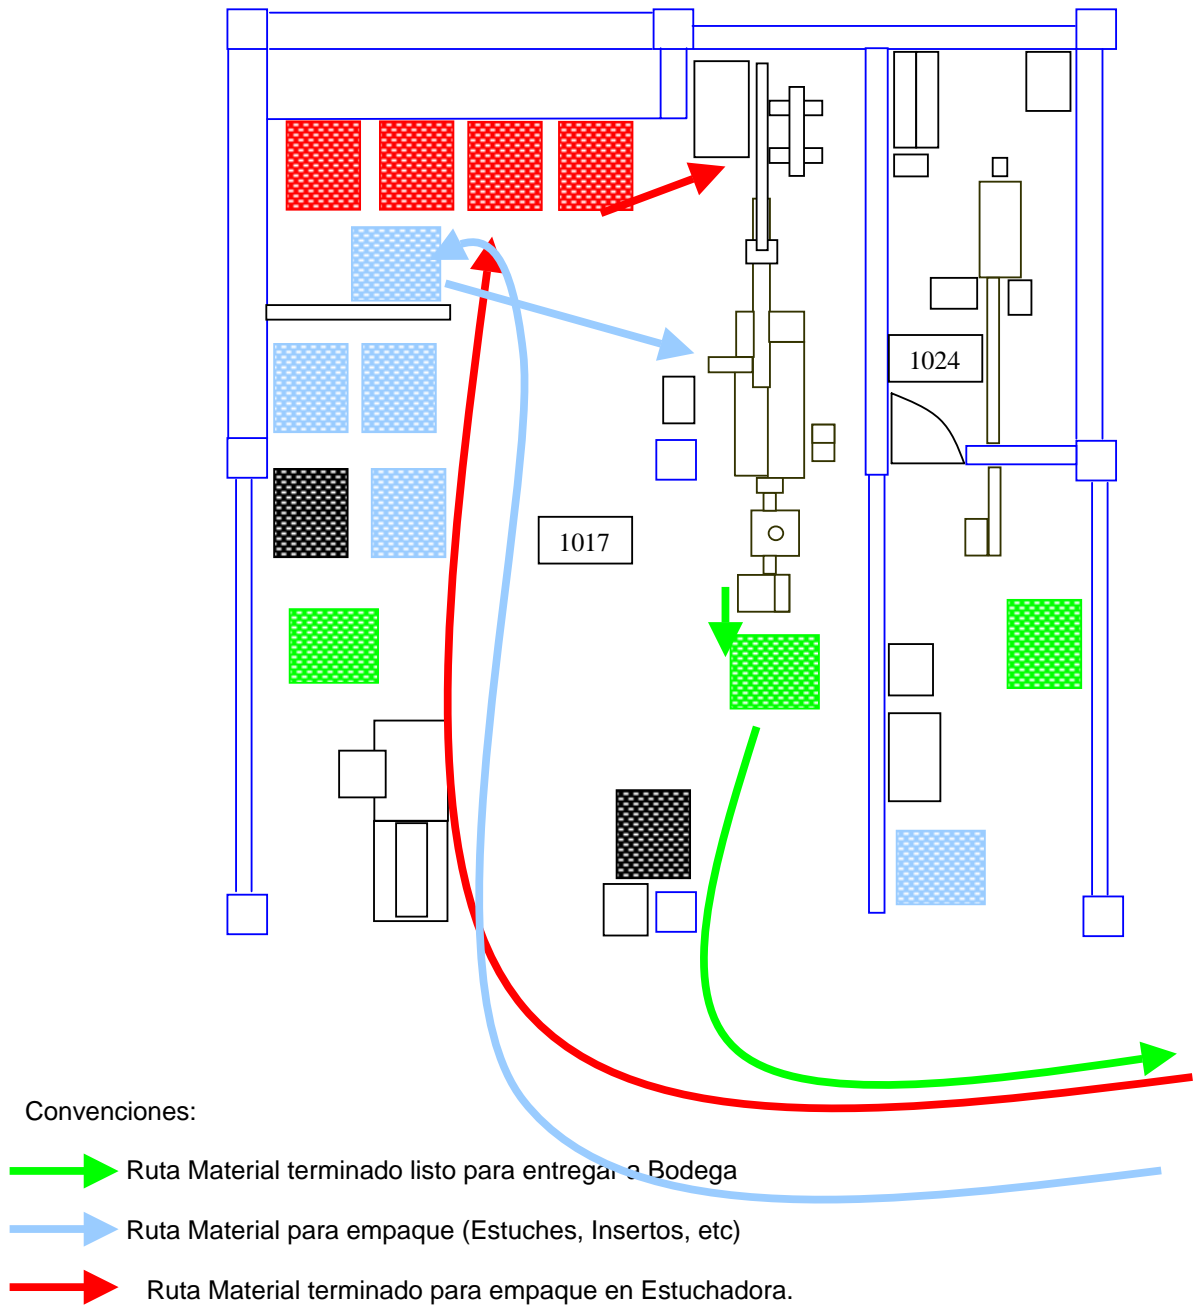 1024
1017
Convenciones:
Ruta Material terminado listo para entregar a Bodega
Ruta Material para empaque (Estuches, Insertos, etc)
Ruta Material terminado para empaque en Estuchadora.